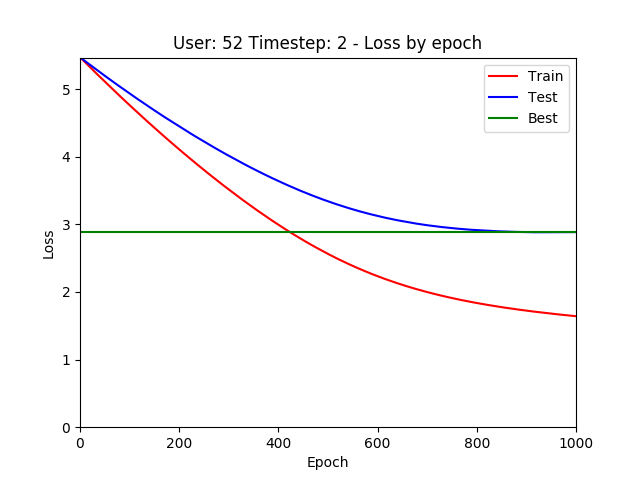 User: 52 Timestep: 2 - Loss by epoch
Train
Test
Best
5
4
3
2
1
0
Loss
0 200 400 600 800 1000
Epoch